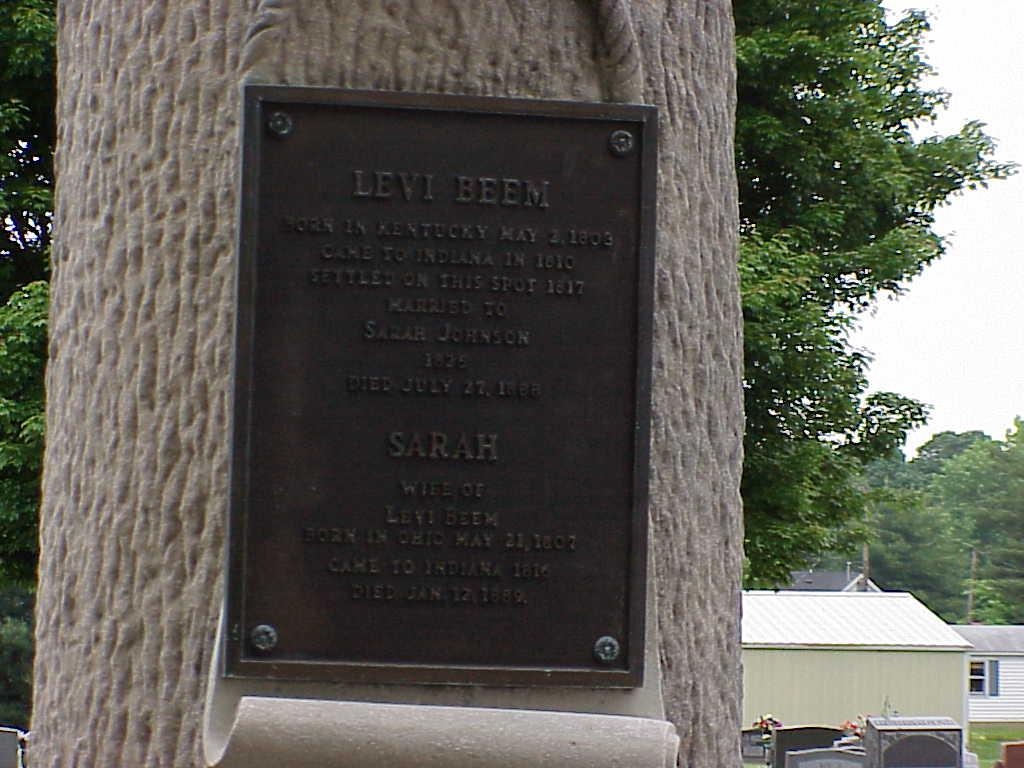 LEVI BEEM
BORN IN KENTUCKY MAY 2, 1803
CAME TO INDIANA IN 1810
SETTLED ON THIS SPOT 1817
MARRIED TO
SARAH JOHNSON
1825
DIED JULY 27, 1888
SARAH
WIFE OF
LEVI BEEM
BORN IN OHIO MAY 21, 1807
CAME TO INDIANA 1816
DIED JAN. 12, 1889.